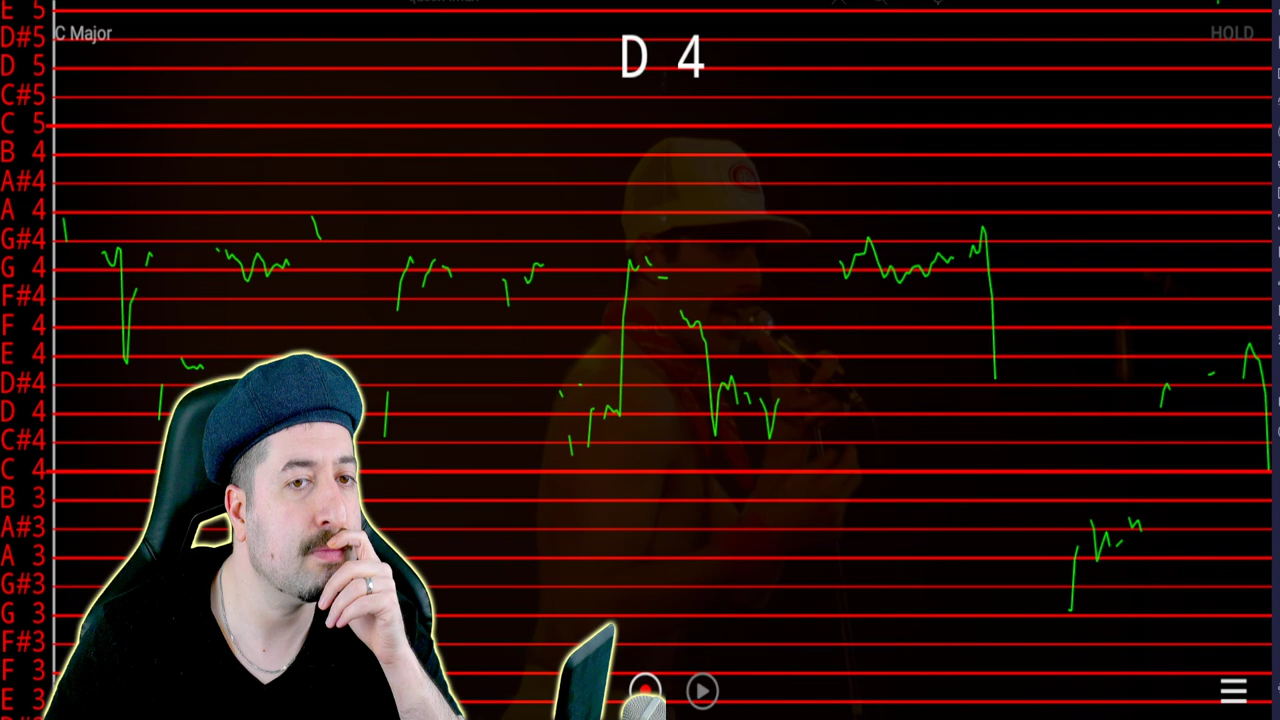 E 5
D#5 C Major D 4 HOLD
D 5
C#5
C 5
B 4
A#4
A 4
G#4
G 4
F#4
F 4
E 4
D#4
D 4
C#4
C 4
B 3
A#3
A 3
G#3
G 3
F#3
F 3
E 3